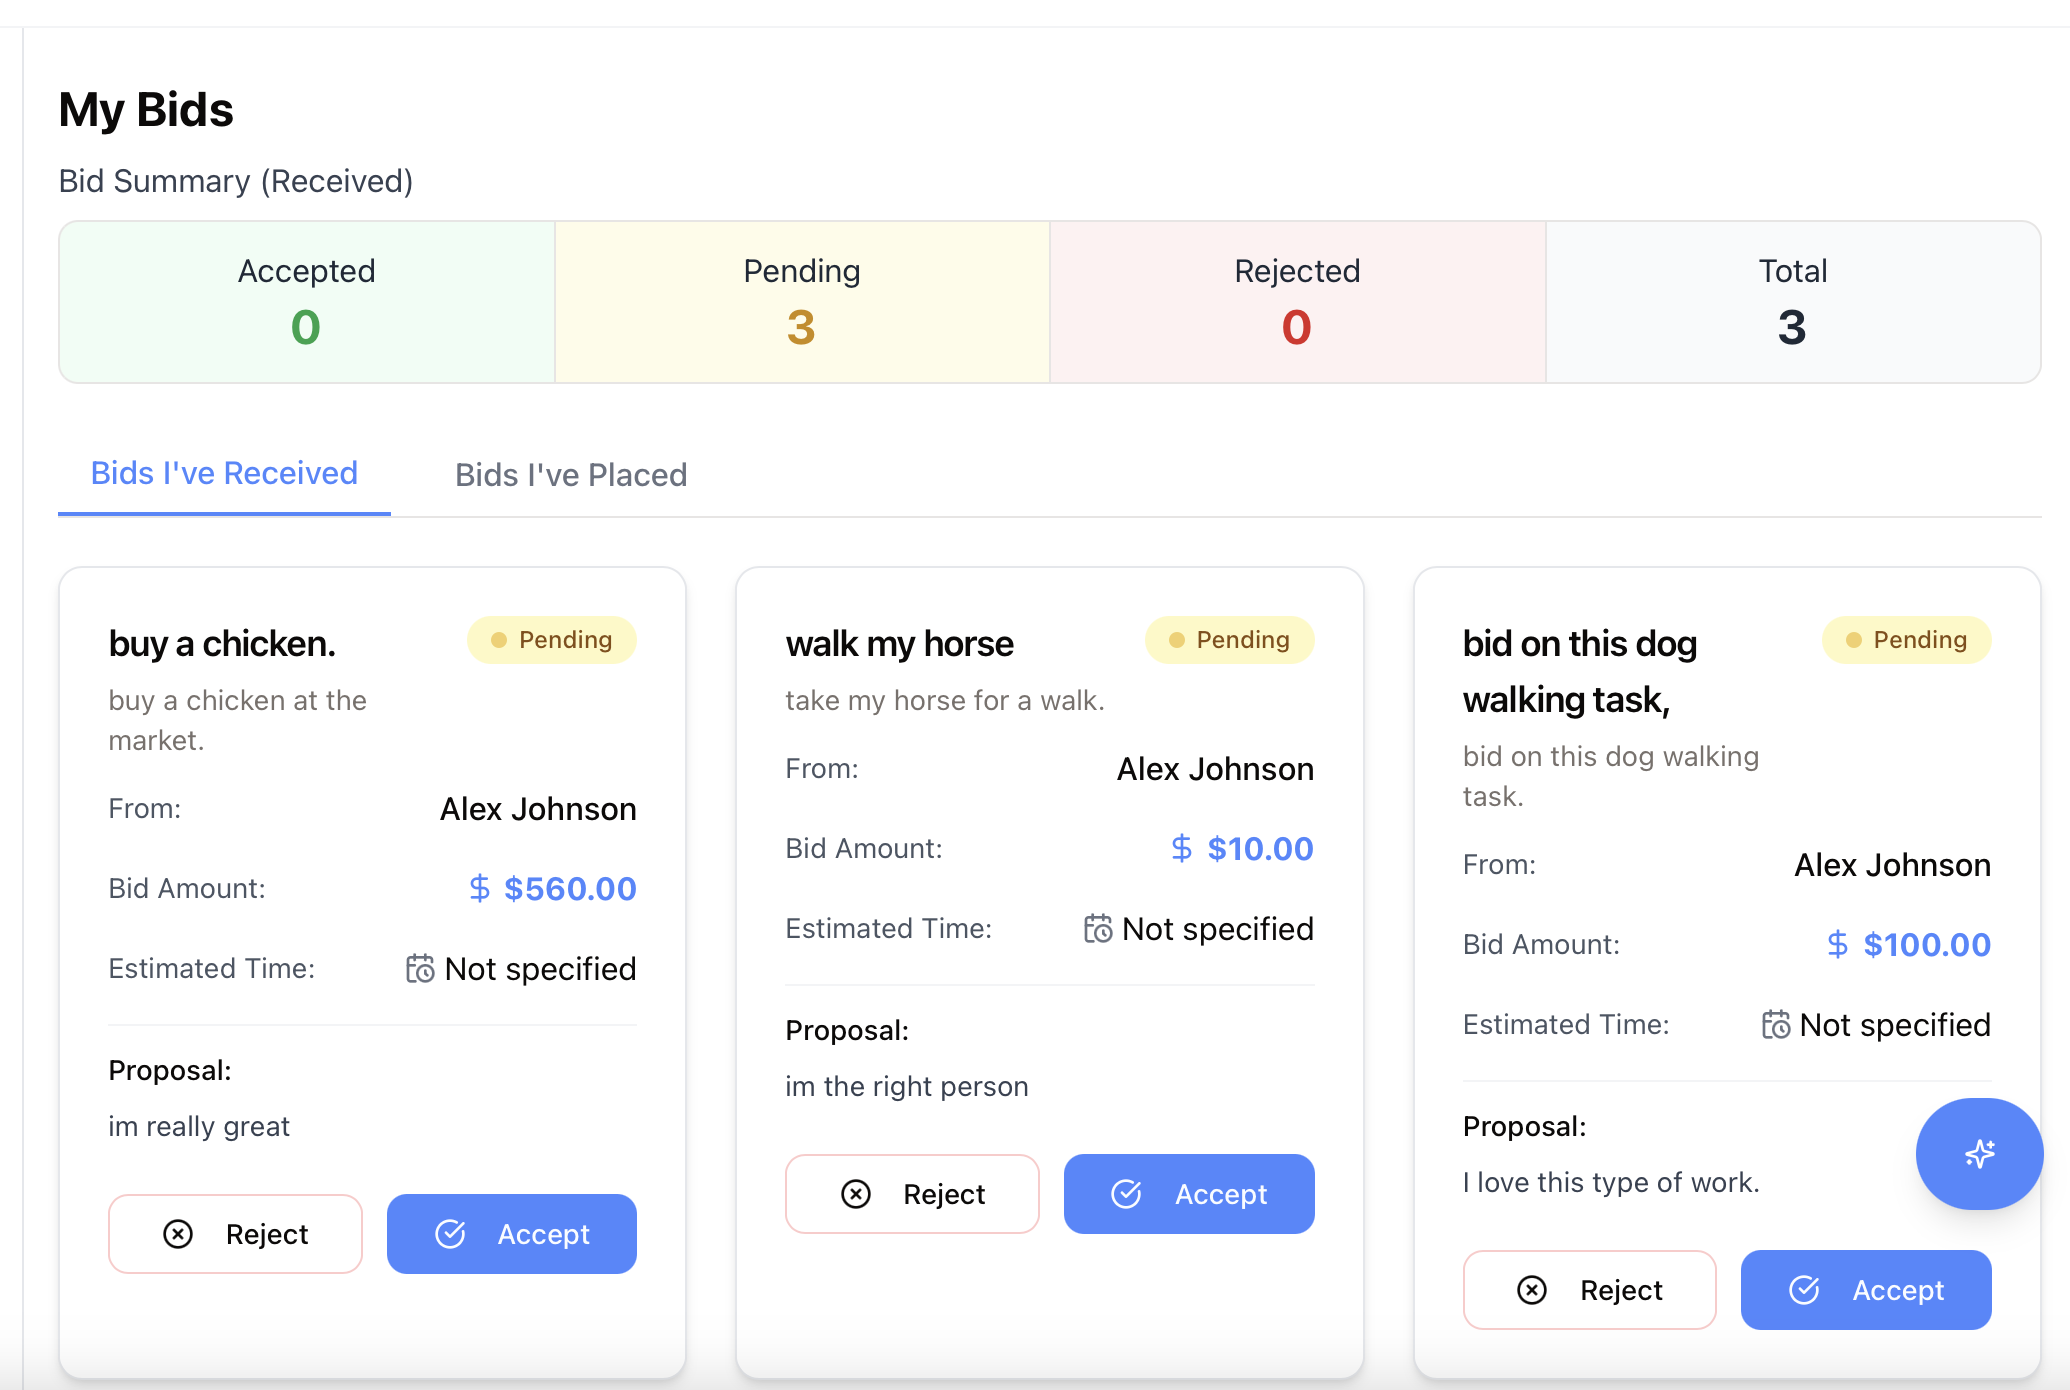 My Bids
Bid Summary (Received)
Accepted
0
Pending
3
Rejected
0
Total
3
Bids I've Received
Bids I've Placed
buy a chicken.
Pending
buy a chicken at the
market.
From:
Alex Johnson
Bid Amount:
$ $560.00
Estimated Time:
Not specified
Proposal:
im really great
Reject
Accept
walk my horse
Pending
take my horse for a walk.
From:
Alex Johnson
Bid Amount:
$ $10.00
Estimated Time:
Not specified
Proposal:
im the right person
Reject
Accept
bid on this dog
walking task,
Pending
bid on this dog walking
task.
From:
Alex Johnson
Bid Amount:
$ $100.00
Estimated Time:
Not specified
Proposal:
I love this type of work.
Reject
Accept